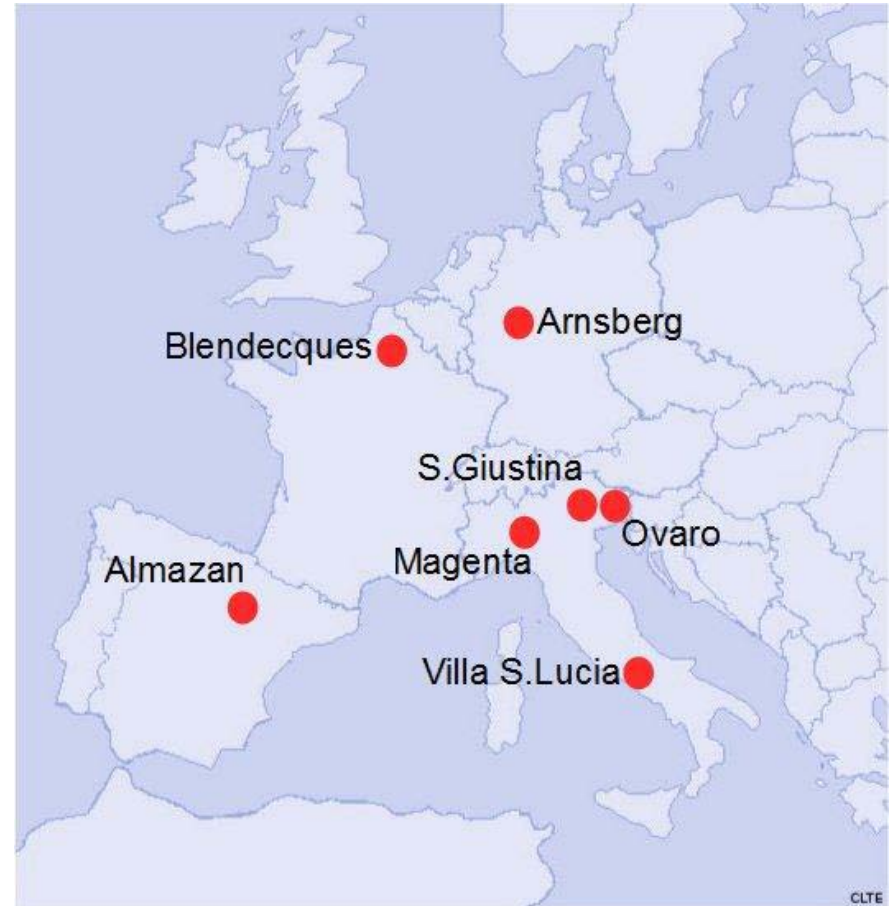 Arnsberg
Blendecques
S.Giustina
Ovaro
Magenta
Almazan
Villa S.Lucia
CLTE